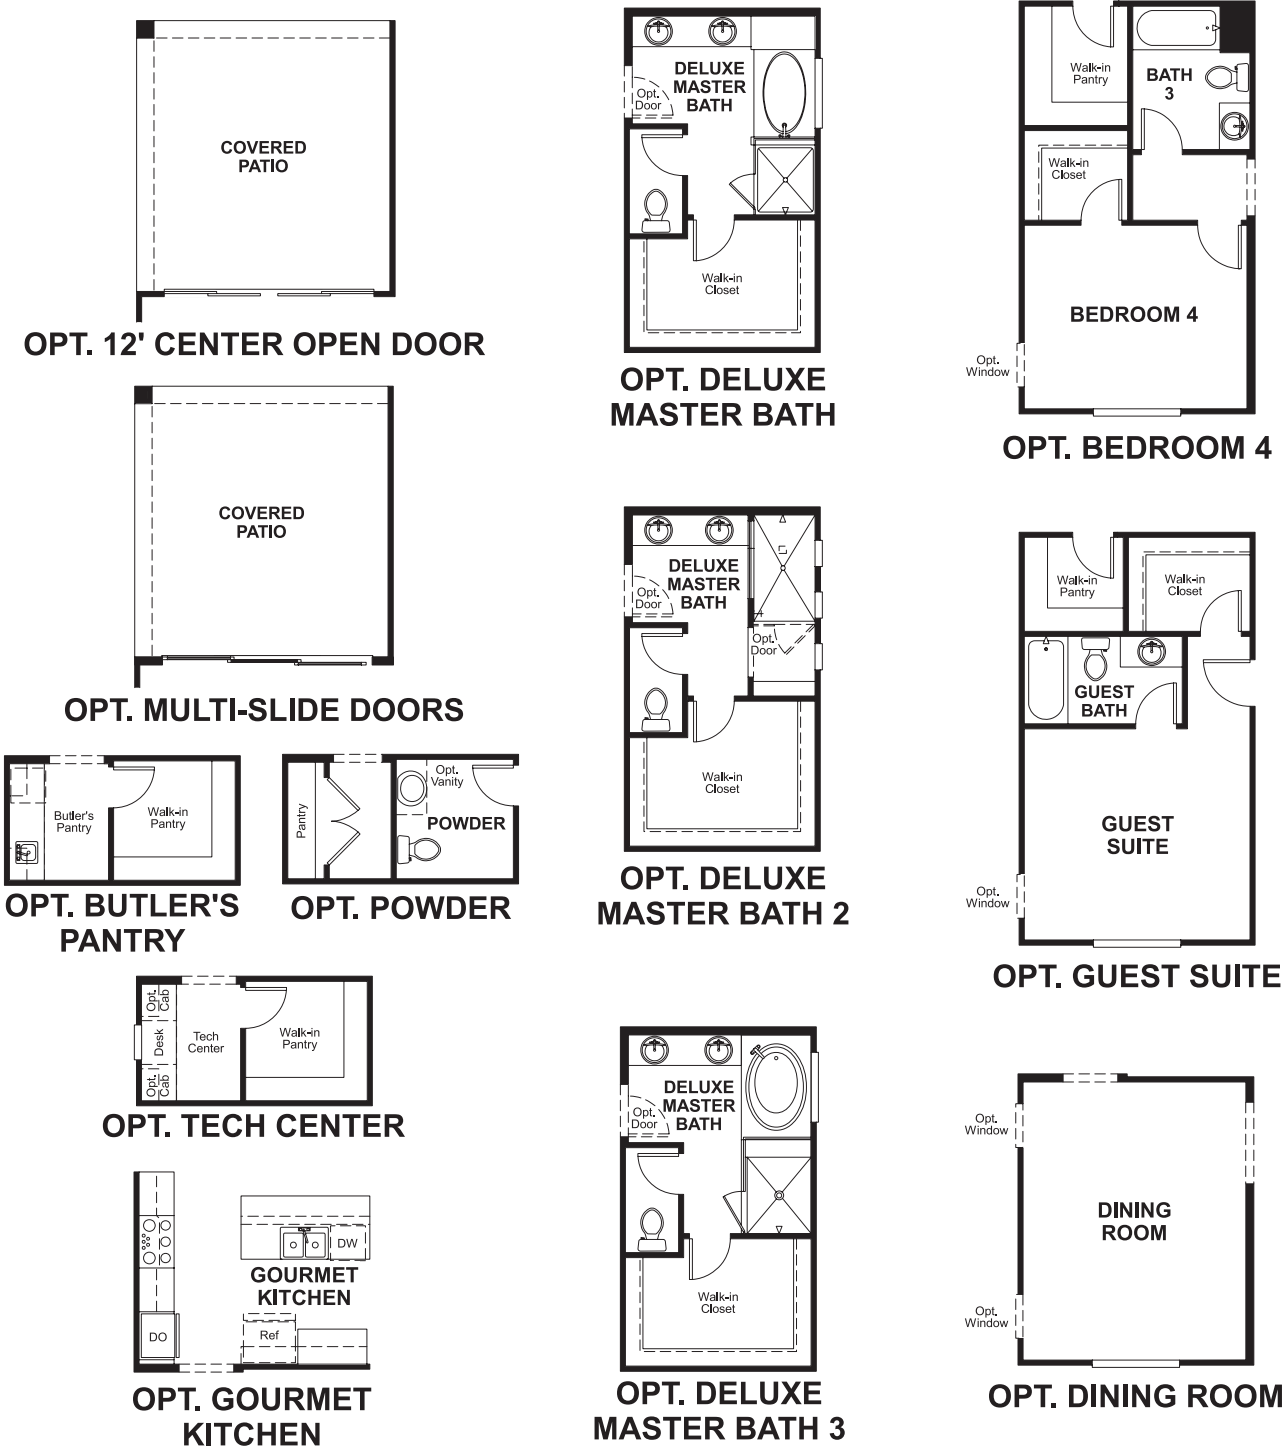 COVERED
PATIO
OPT. 12' CENTER OPEN DOOR
COVERED
PATIO
OPT. MULTI-SLIDE DOORS
Butler's
Pantry
Walk-in
Pantry
OPT. BUTLER'S
PANTRY
Pantry
Opt.
Vanity
POWDER
OPT. POWDER
Opt.
Cab
Desk
Opt.
Cab
Tech
Center
Walk-in
Pantry
OPT. TECH CENTER
DW
GOURMET
KITCHEN
DO
Ref
OPT. GOURMET
KITCHEN
DELUXE
MASTER
BATH
Opt.
Door
Walk-in
Closet
OPT. DELUXE
MASTER BATH
DELUXE
MASTER
BATH
Opt.
Door
Opt.
Door
Walk-in
Closet
OPT. DELUXE
MASTER BATH 2
DELUXE
MASTER
BATH
Opt.
Door
Walk-in
Closet
OPT. DELUXE
MASTER BATH 3
Walk-in
Pantry
BATH
3
Walk-in
Closet
BEDROOM 4
Opt.
Window
OPT. BEDROOM 4
Walk-in
Pantry
Walk-in
Closet
GUEST
BATH
GUEST
SUITE
Opt.
Window
OPT. GUEST SUITE
Opt.
Window
DINING
ROOM
Opt.
Window
OPT. DINING ROOM